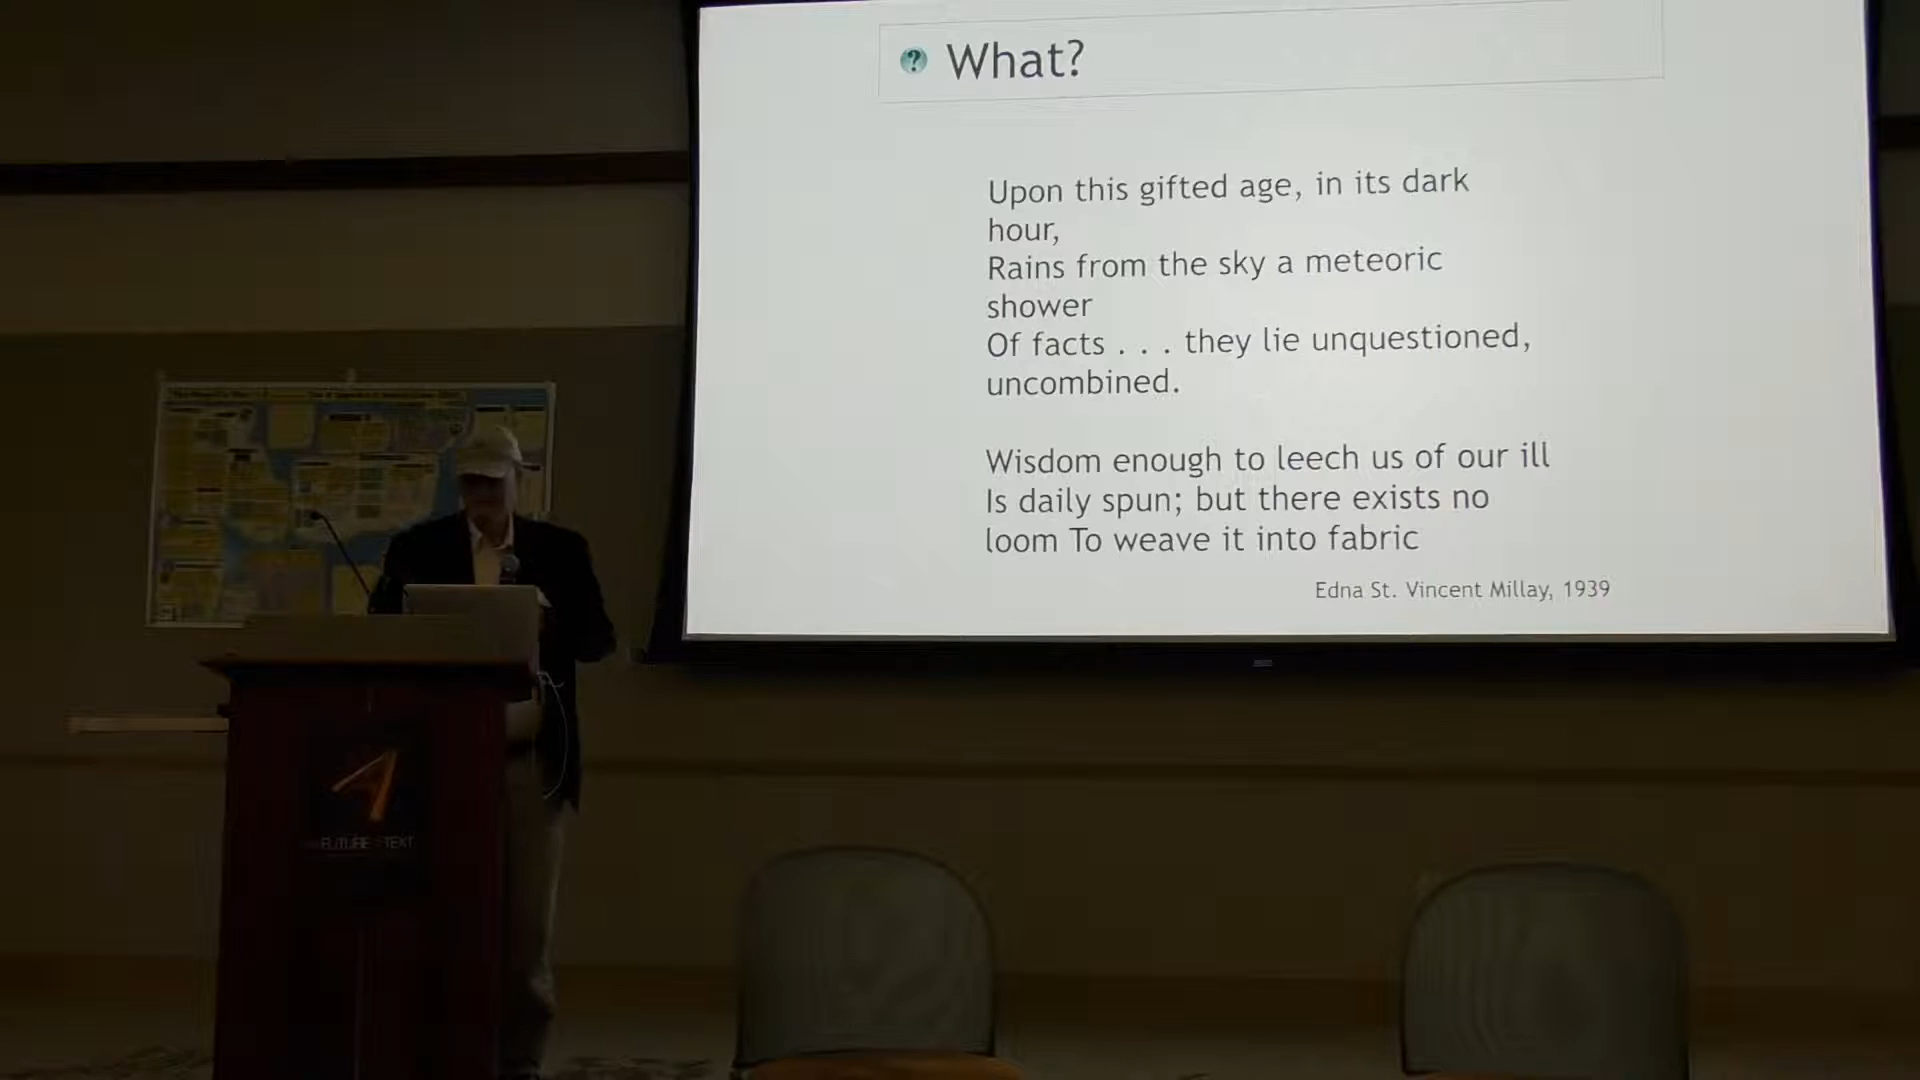 ? What?
Upon this gifted age, in its dark
hour,
Rains from the sky a meteoric
shower
Of facts . . . they lie unquestioned,
uncombined.
Wisdom enough to leech us of our ill
Is daily spun; but there exists no
loom To weave it into fabric
Edna St. Vincent Millay, 1939
FUTURE TEXT